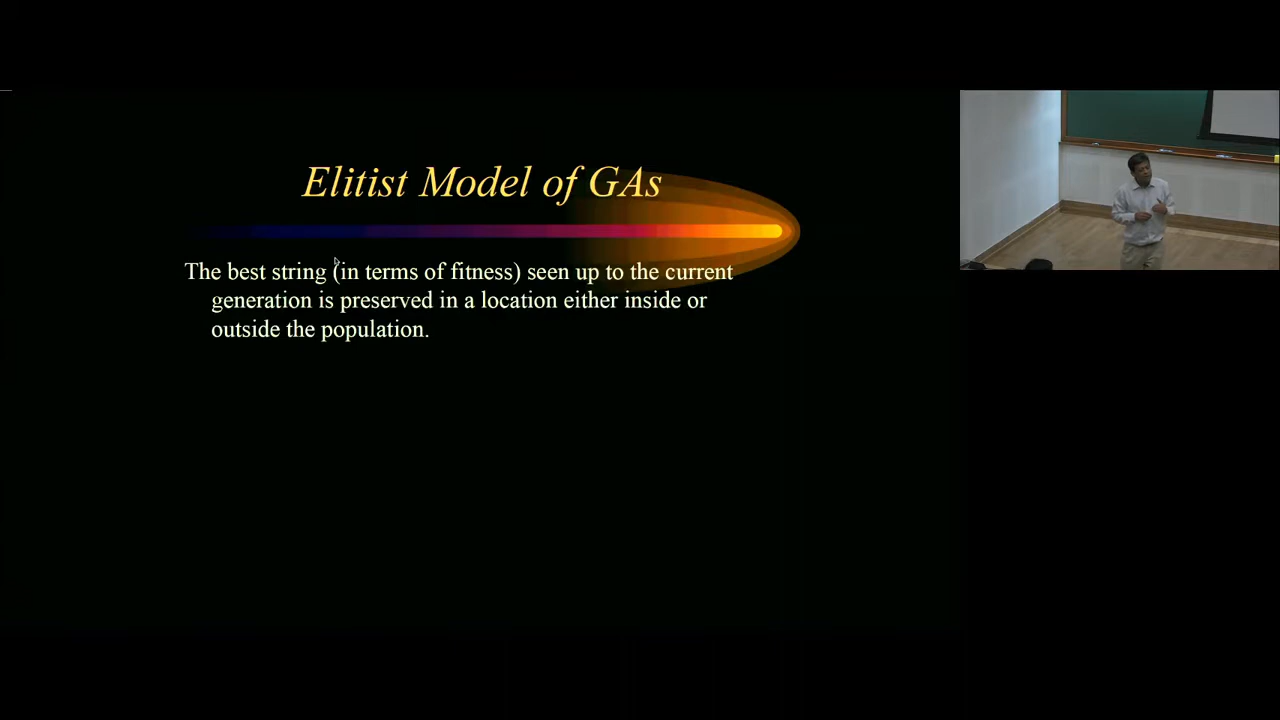 Elitist Model of GAs
The best string (in terms of fitness) seen up to the current
generation is preserved in a location either inside or
outside the population.